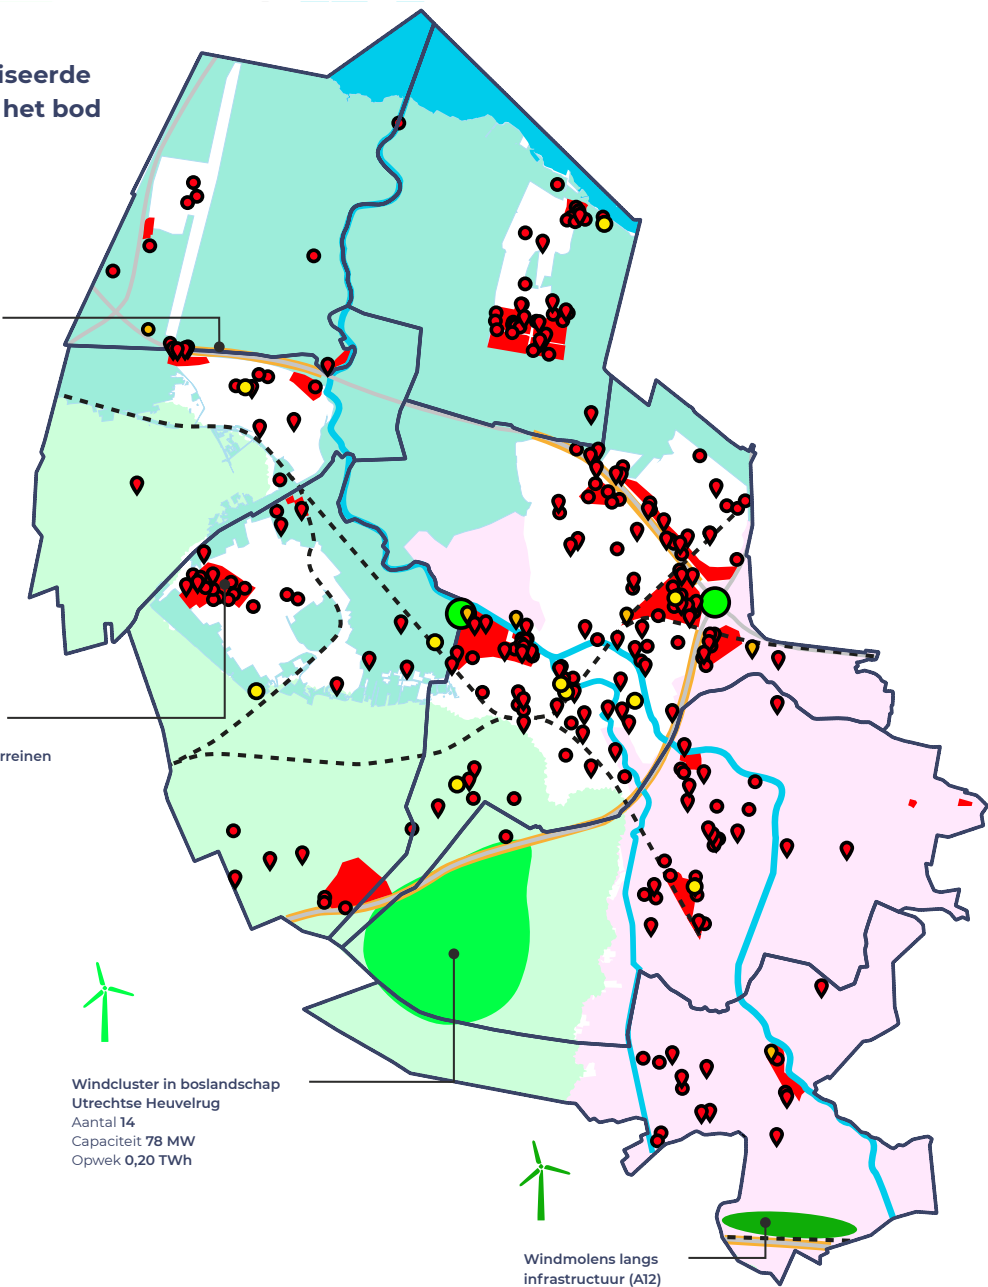 iseerde
het bod
rreinen
Windcluster in boslandschap
Utrechtse Heuvelrug
Aantal 14
Capaciteit 78 MW
Opwek 0,20 TWh
Windmolens langs
infrastructuur (A12)